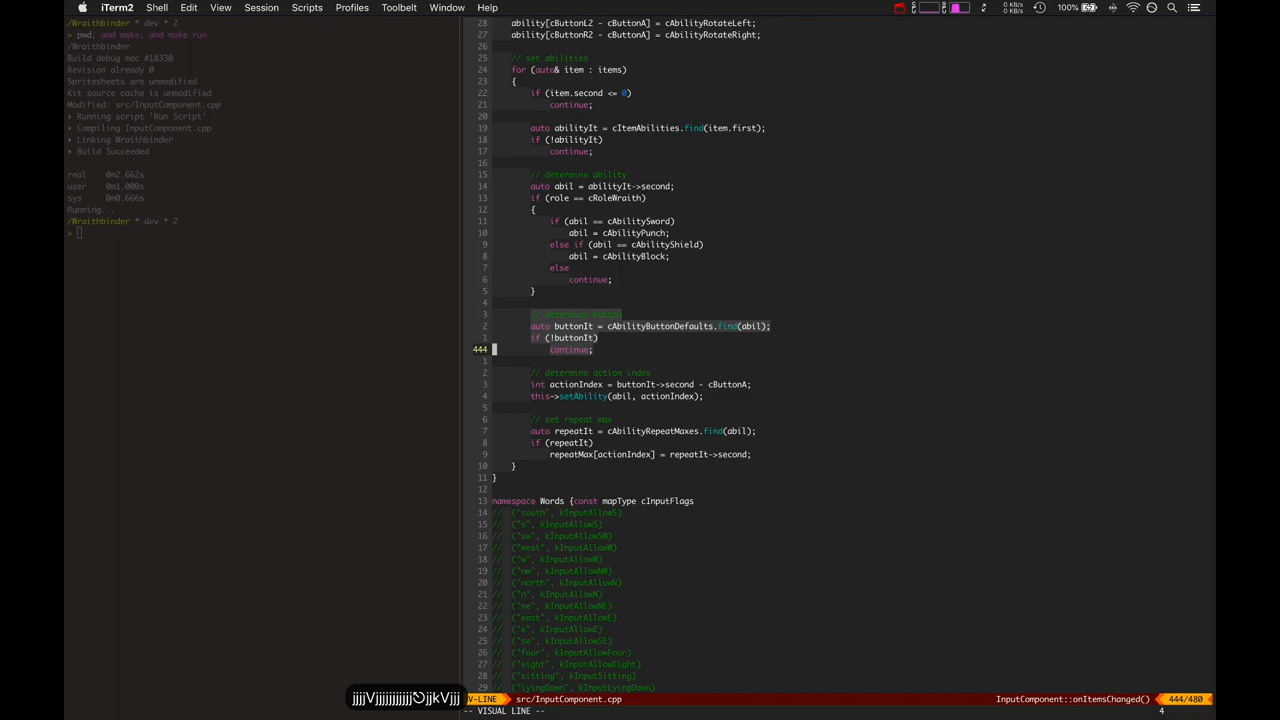 iTerm2 Shell Edit View Session Scripts Profiles Toolbelt Window Help
0 KB/s
0 KB/s
100%
> pwd; and make; and make run
/Wraithbinder
Build debug mac #18330
Revision already 0
Spritesheets are unmodified
Kit source cache is unmodified
Modified: src/InputComponent.cpp
Running script 'Run Script'
Compiling InputComponent.cpp
Linking Wraithbinder
Build Succeeded
real 0m2.662s
user 0m1.000s
sys 0m0.666s
Running...
/Wraithbinder * dev * 2
>
/Wraithbinder * dev * 2
28 ability[cButtonL2 - cButtonA] = cAbilityRotateLeft;
27 ability[cButtonR2 - cButtonA] = cAbilityRotateRight;
26
25 // set abilities
24 for (auto& item : items)
23 {
22 if (item.second <= 0)
21 continue;
20
19 auto abilityIt = cItemAbilities.find(item.first);
18 if (!abilityIt)
17 continue;
16
15 // determine ability
14 auto abil = abilityIt->second;
13 if (role == cRoleWraith)
12 {
11 if (abil == cAbilitySword)
10 abil = cAbilityPunch;
9 else if (abil == cAbilityShield)
8 abil = cAbilityBlock;
7 else
6 continue;
5 }
4
3 // determine button
2 auto buttonIt = cAbilityButtonDefaults.find(abil);
1 if (!buttonIt)
444 continue;
1
2 // determine action index
3 int actionIndex = buttonIt->second - cButtonA;
4 this->setAbility(abil, actionIndex);
5
6 // set repeat max
7 auto repeatIt = cAbilityRepeatMaxes.find(abil);
8 if (repeatIt)
9 repeatMax[actionIndex] = repeatIt->second;
10 }
11 }
12
13 namespace Words {const mapType cInputFlags
14 // ("south", kInputAllowS)
15 // ("s", kInputAllowS)
16 // ("sw", kInputAllowSW)
17 // ("west", kInputAllowW)
18 // ("w", kInputAllowW)
19 // ("nw", kInputAllowNW)
20 // ("north", kInputAllowN)
21 // ("n", kInputAllowN)
22 // ("ne", kInputAllowNE)
23 // ("east", kInputAllowE)
24 // ("e", kInputAllowE)
25 // ("se", kInputAllowSE)
26 // ("four", kInputAllowFour)
27 // ("eight", kInputAllowEight)
28 // ("sitting", kInputSitting)
29 // ("lyingDown", kInputLyingDown)
V-LINE src/InputComponent.cpp InputComponent::onItemsChanged() 444/480
-- VISUAL LINE -- 4